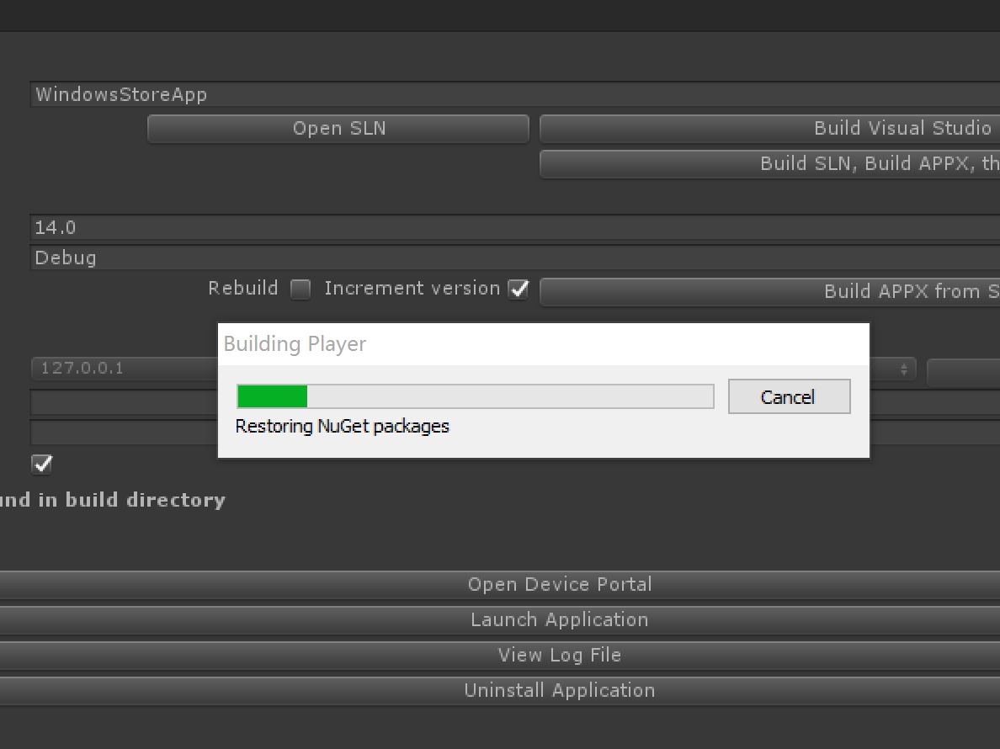 WindowsStoreApp
Open SLN
Build Visual Studio
Build SLN, Build APPX, th
14.0
Debug
Rebuild Increment version Build APPX from S
Building Player
127.0.0.1
Cancel
Restoring NuGet packages
in build directory
Open Device Portal
Launch Application
View Log File
Uninstall Application